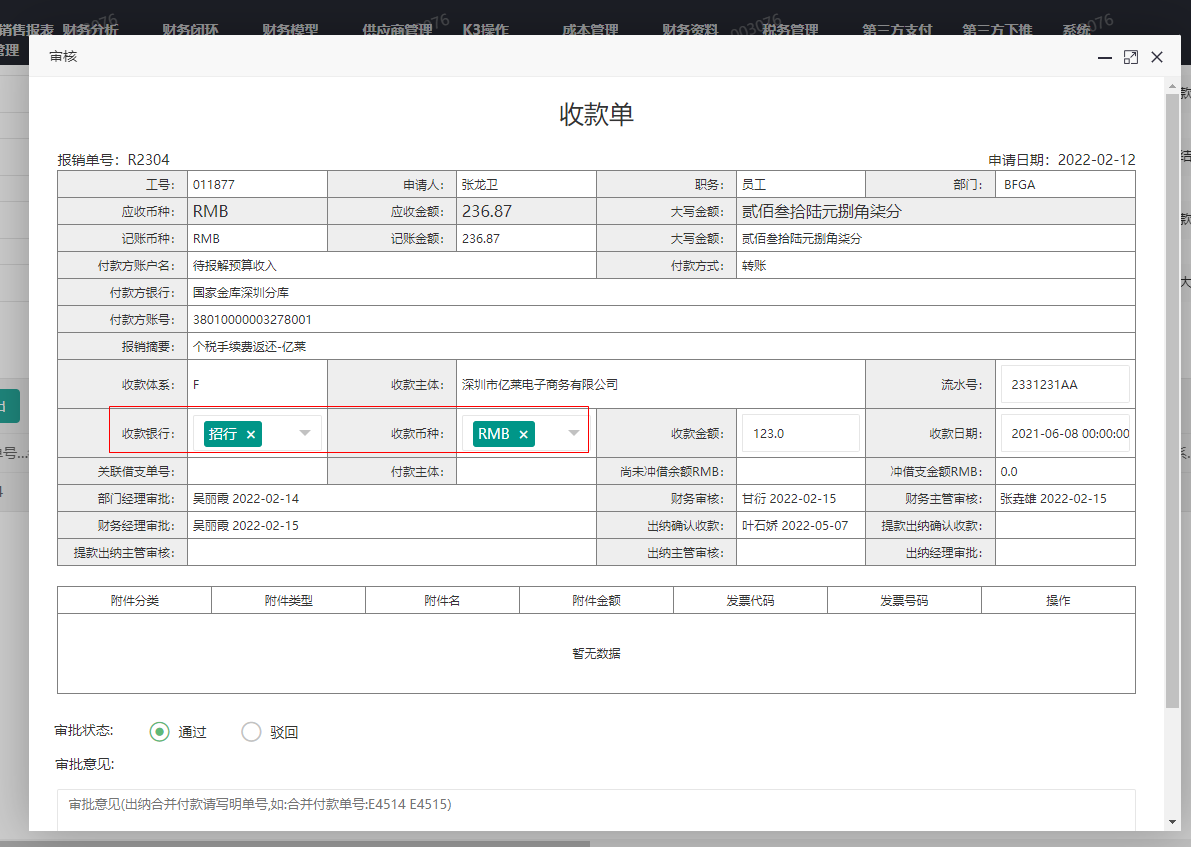 销售报表 财务分析 财务闭环 财务模型 供应商管理 K3操作 成本管理 财务资料 税务管理 第三方支付 第三方下推 系统
管理
审核
收款单
报销单号：R2304 申请日期：2022-02-12
工号： 011877 申请人： 张龙卫 职务： 员工 部门： BFGA
应收币种： RMB 应收金额： 236.87 大写金额： 贰佰叁拾陆元捌角柒分
记账币种： RMB 记账金额： 236.87 大写金额： 贰佰叁拾陆元捌角柒分
付款方账户名： 待报解预算收入 付款方式： 转账
付款方银行： 国家金库深圳分库
付款方账号： 38010000003278001
报销摘要： 个税手续费返还-亿莱
收款体系： F 收款主体： 深圳市亿莱电子商务有限公司 流水号： 2331231AA
收款银行： 招行 × 收款币种： RMB × 收款金额： 123.0 收款日期： 2021-06-08 00:00:00
关联借支单号： 付款主体： 尚未冲借余额RMB： 冲借支金额RMB： 0.0
部门经理审批： 吴丽霞 2022-02-14 财务审核： 甘衍 2022-02-15 财务主管审核： 张垚雄 2022-02-15
财务经理审批： 吴丽霞 2022-02-15 出纳确认收款： 叶石娇 2022-05-07 提款出纳确认收款：
提款出纳主管审核： 出纳主管审核： 出纳经理审批：
附件分类 附件类型 附件名 附件金额 发票代码 发票号码 操作
暂无数据
审批状态: 通过 驳回
审批意见:
审批意见(出纳合并付款请写明单号,如:合并付款单号:E4514 E4515)